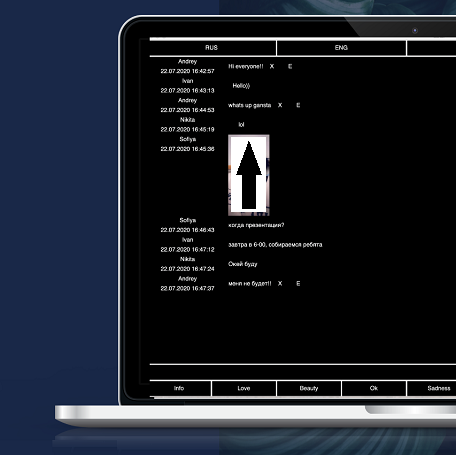 RUS ENG
Andrey
22.07.2020 16:42:57 Hi everyone!! X E
Ivan
22.07.2020 16:43:13 Hello))
Andrey
22.07.2020 16:44:53 whats up gansta X E
Nikita
22.07.2020 16:45:19 lol
Sofiya
22.07.2020 16:45:36
Sofiya
22.07.2020 16:46:43 когда презентация?
Ivan
22.07.2020 16:47:12 завтра в 6-00, собираемся ребята
Nikita
22.07.2020 16:47:24 Окей буду
Andrey
22.07.2020 16:47:37 меня не будет!! X E
Info Love Beauty Ok Sadness